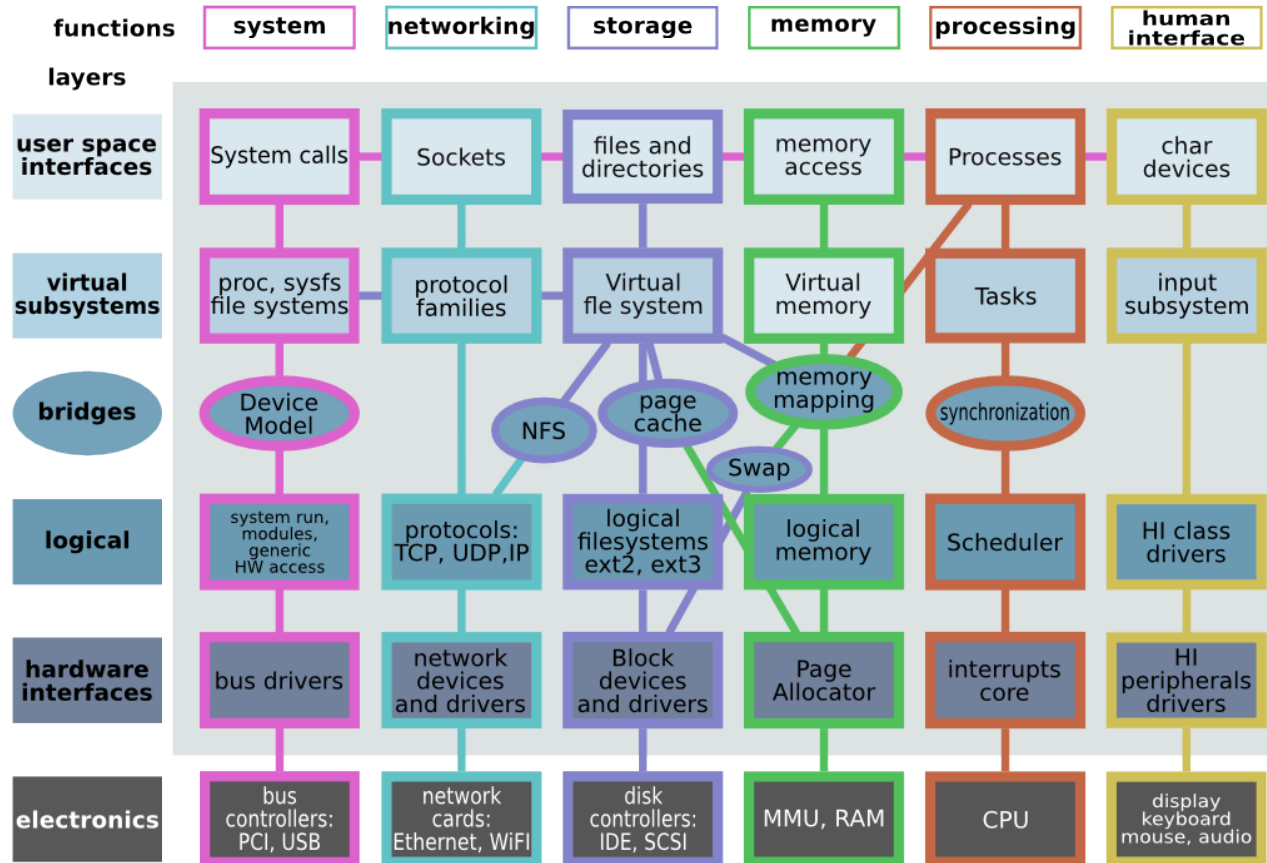 functions
system
networking
storage
memory
processing
human
interface
layers
user space
interfaces
System calls
Sockets
files and
directories
memory
access
Processes
char
devices
virtual
subsystems
proc, sysfs
file systems
protocol
families
Virtual
fle system
Virtual
memory
Tasks
input
subsystem
bridges
Device
Model
NFS
page
cache
memory
mapping
Swap
synchronization
logical
system run,
modules,
generic
HW access
protocols:
TCP, UDP,IP
logical
filesystems
ext2, ext3
logical
memory
Scheduler
HI class
drivers
hardware
interfaces
bus drivers
network
devices
and drivers
Block
devices
and drivers
Page
Allocator
interrupts
core
HI
peripherals
drivers
electronics
bus
controllers:
PCI, USB
network
cards:
Ethernet, WiFI
disk
controllers:
IDE, SCSI
MMU, RAM
CPU
display
keyboard
mouse, audio